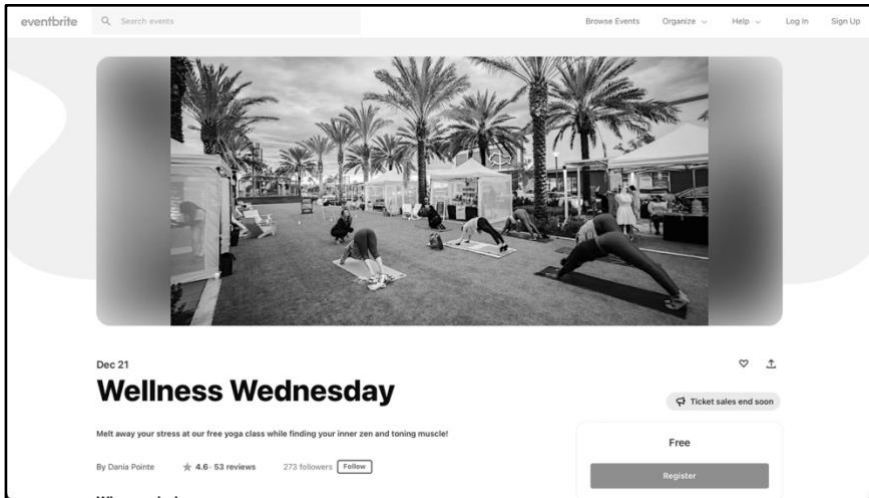 eventbrite Search events Browse Events Organize Help Log In Sign Up
Dec 21
Wellness Wednesday
Ticket sales end soon
Melt away your stress at our free yoga class while finding your inner zen and toning muscle!
Free
By Dania Pointe 4.6 · 53 reviews 273 followers Follow
Register